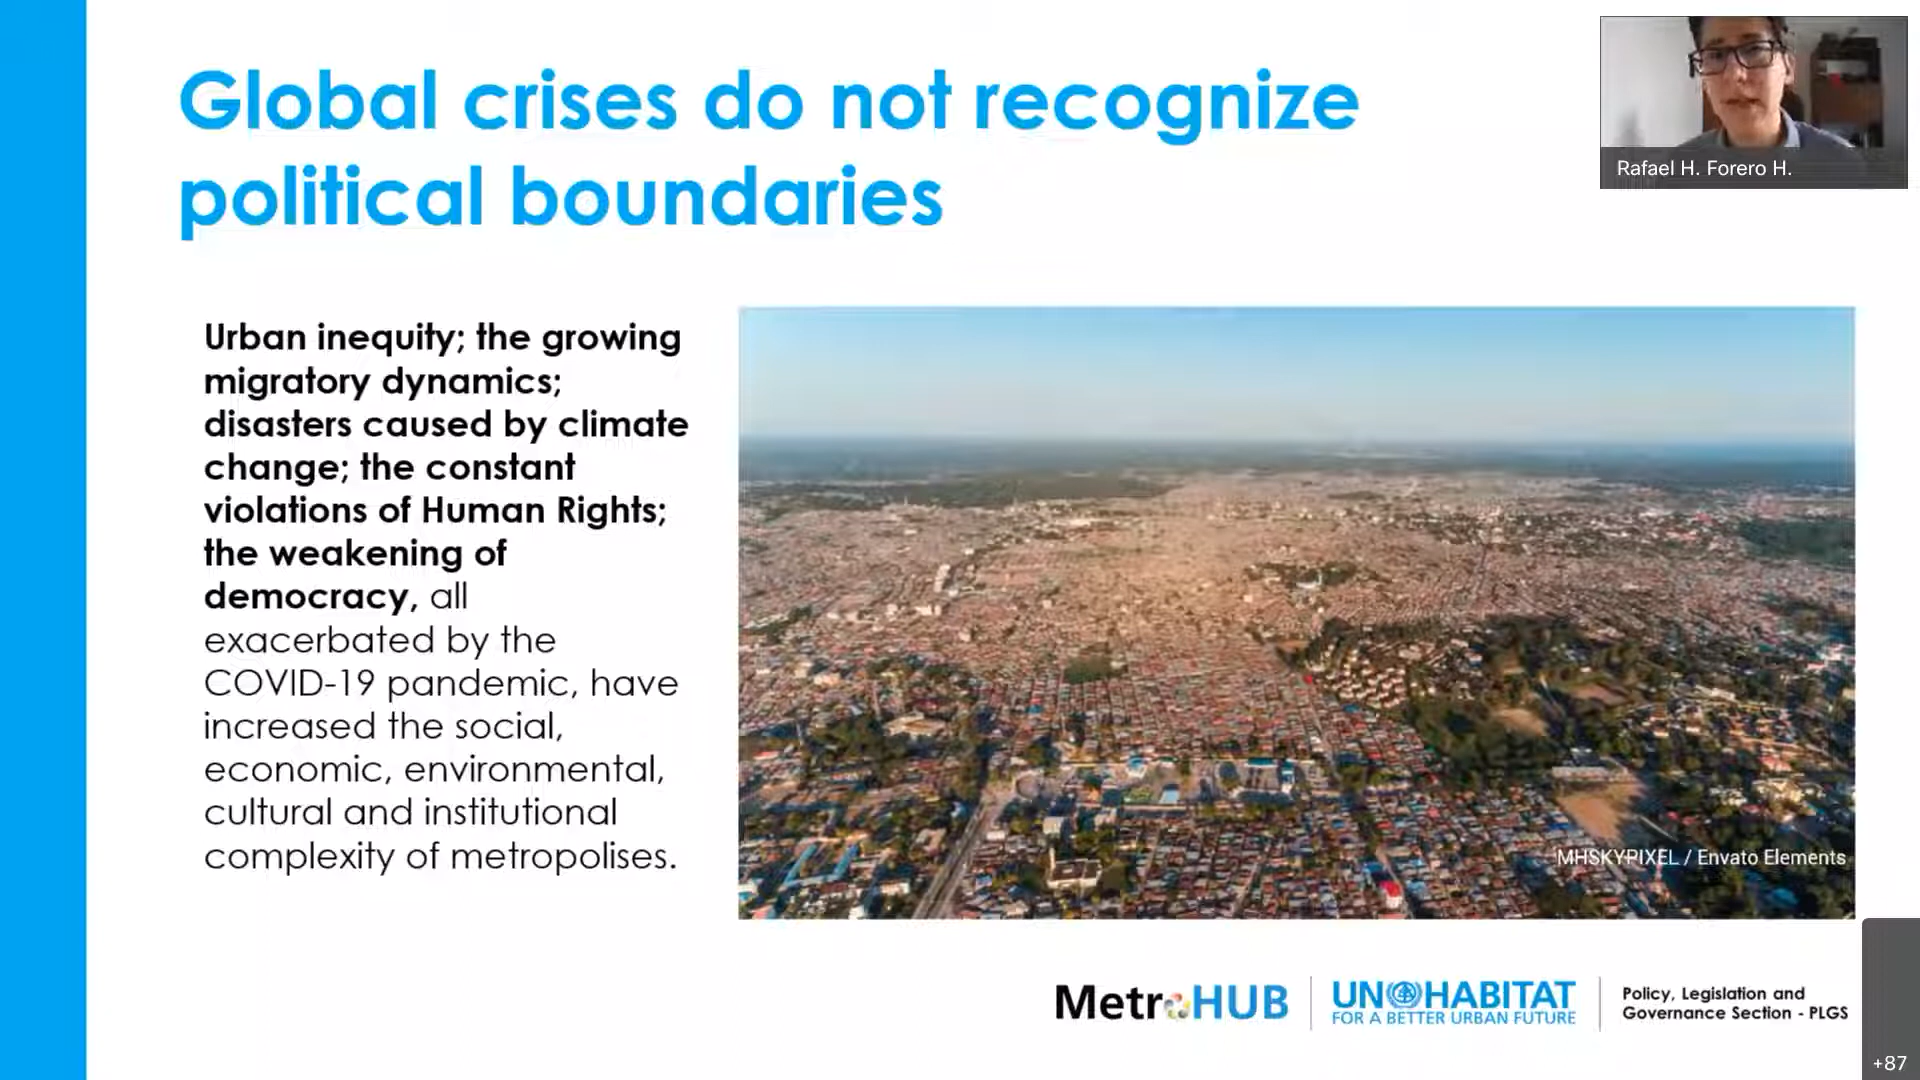 Global crises do not recognize
political boundaries
Rafael H. Forero H.
Urban inequity; the growing
migratory dynamics;
disasters caused by climate
change; the constant
violations of Human Rights;
the weakening of
democracy, all
exacerbated by the
COVID-19 pandemic, have
increased the social,
economic, environmental,
cultural and institutional
complexity of metropolises.
MHSKYPIXEL / Envato Elements
MetroHUB
UN HABITAT
FOR A BETTER URBAN FUTURE
Policy, Legislation and
Governance Section - PLGS
+87